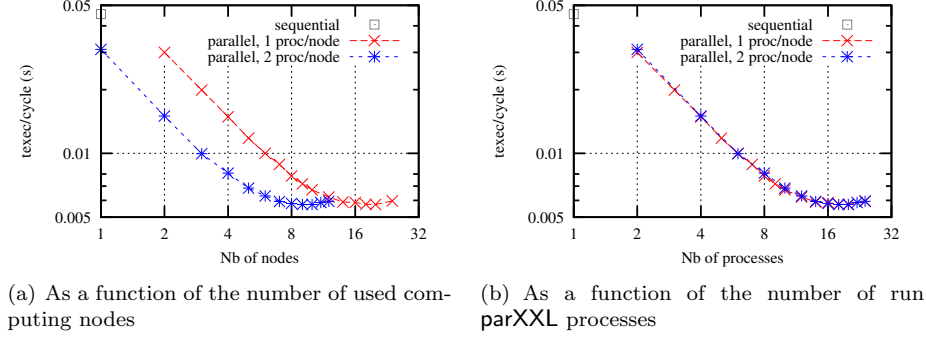 0.05
sequential
parallel, 1 proc/node
parallel, 2 proc/node
texec/cycle (s)
0.01
0.005
1 2 4 8 16 32
Nb of nodes
(a) As a function of the number of used com-
puting nodes
0.05
sequential
parallel, 1 proc/node
parallel, 2 proc/node
texec/cycle (s)
0.01
0.005
1 2 4 8 16 32
Nb of processes
(b) As a function of the number of run
parXXL processes